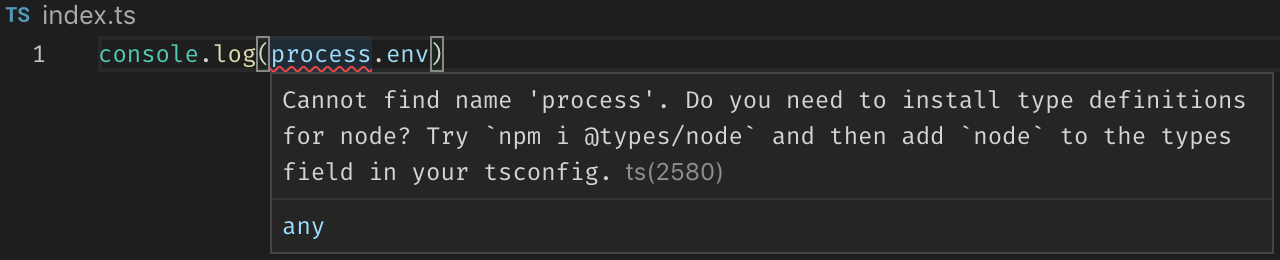 TS index.ts
1 console.log(process.env)
Cannot find name 'process'. Do you need to install type definitions
for node? Try `npm i @types/node` and then add `node` to the types
field in your tsconfig. ts(2580)
any